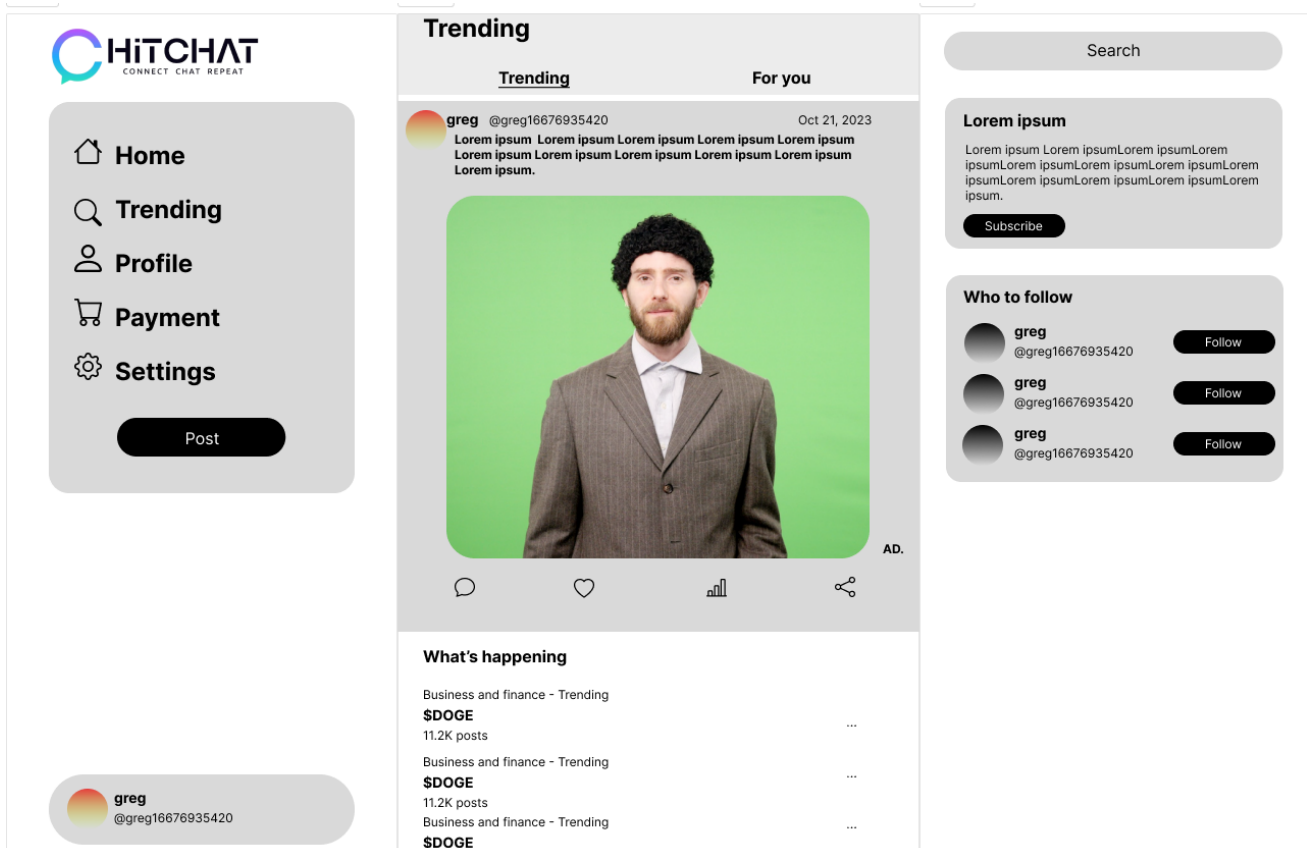 CHiTCHAT
CONNECT CHAT REPEAT
Home
Trending
Profile
Payment
Settings
Post
greg
@greg16676935420
Trending
Trending For you
greg @greg16676935420 Oct 21, 2023
Lorem ipsum  Lorem ipsum Lorem ipsum Lorem ipsum Lorem ipsum
Lorem ipsum Lorem ipsum Lorem ipsum Lorem ipsum Lorem ipsum
Lorem ipsum.
AD.
What’s happening
Business and finance - Trending
$DOGE
...
11.2K posts
Business and finance - Trending
...
$DOGE
11.2K posts
Business and finance - Trending
...
$DOGE
Search
Lorem ipsum
Lorem ipsum Lorem ipsumLorem ipsumLorem
ipsumLorem ipsumLorem ipsumLorem ipsumLorem
ipsumLorem ipsumLorem ipsumLorem ipsumLorem
ipsum.
Subscribe
Who to follow
greg
@greg16676935420
Follow
greg
@greg16676935420
Follow
greg
@greg16676935420
Follow